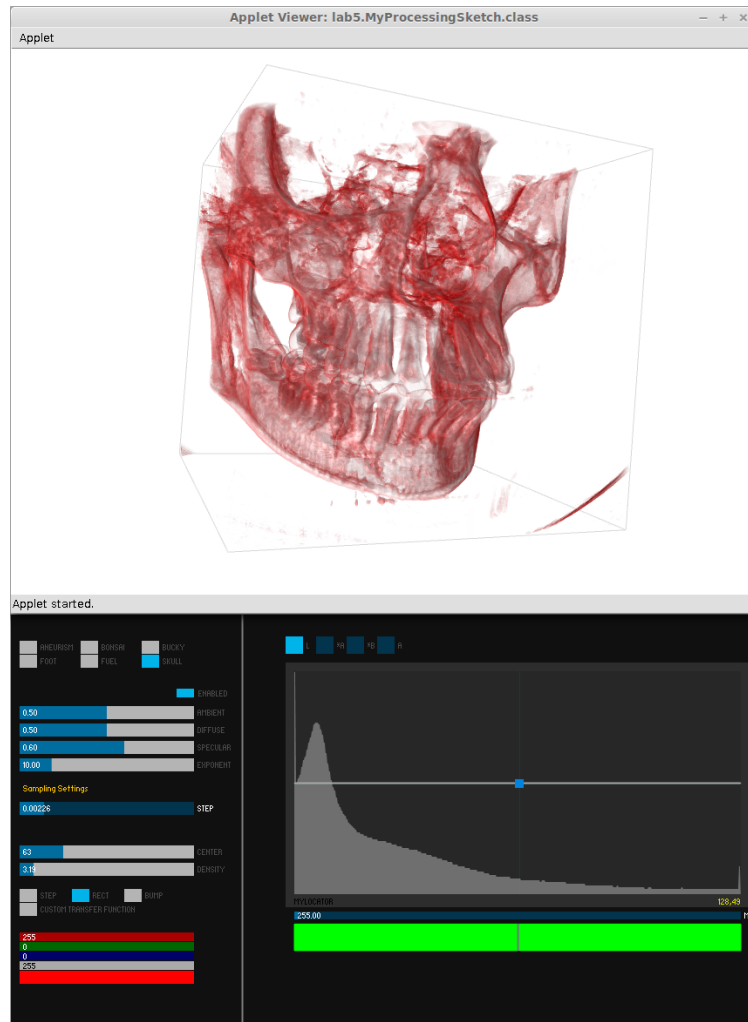 Applet Viewer: lab5.MyProcessingSketch.class
Applet
Applet started.
ANEURISM BONSAI BUCKY
FOOT FUEL SKULL
ENABLED
0.50 AMBIENT
0.50 DIFFUSE
0.60 SPECULAR
10.00 EXPONENT
Sampling Settings
0.00226 STEP
63 CENTER
3.19 DENSITY
STEP RECT BUMP
CUSTOM TRANSFER FUNCTION
255
0
0
255
L *A *B A
MYLOCATOR 128,49
255.00 M